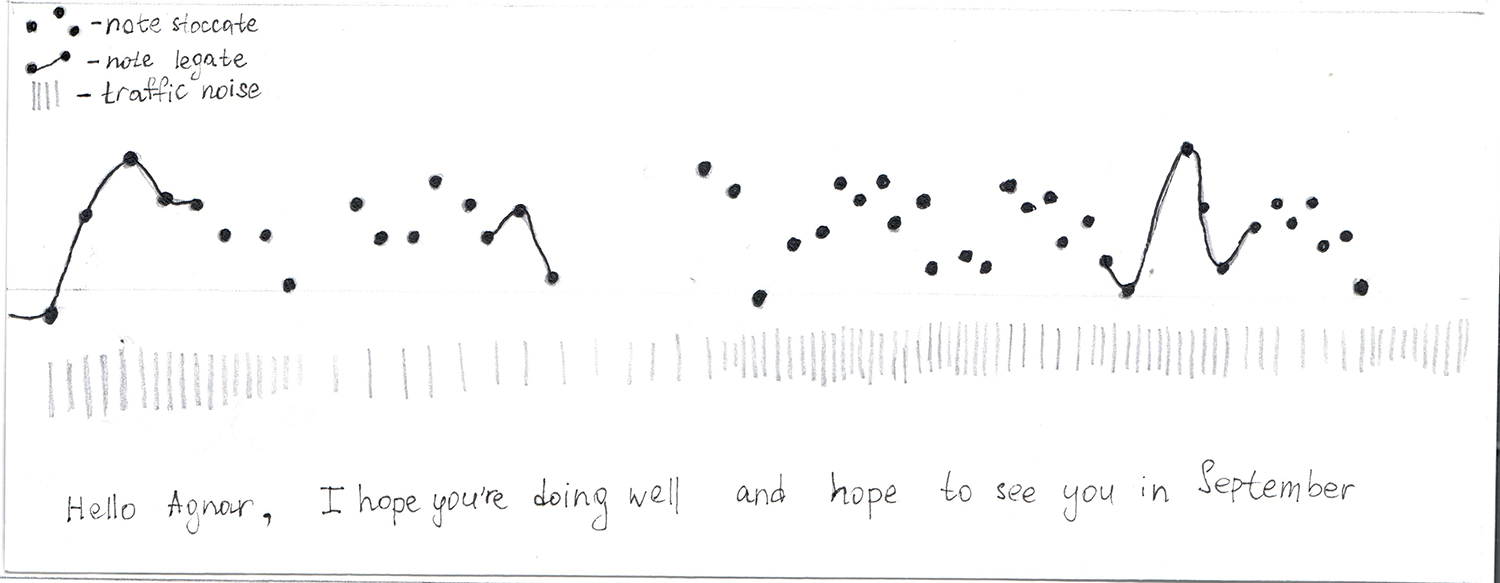 - note stoccate
- note legate
- traffic noise
Hello Agnar, I hope you're doing well and hope to see you in September